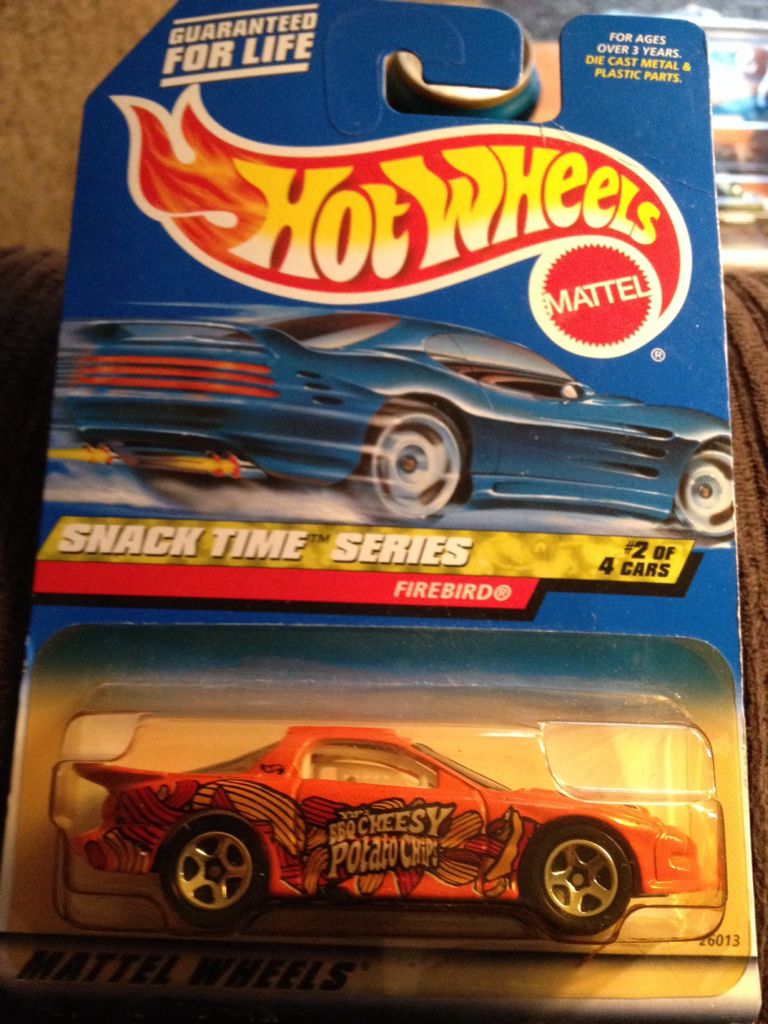 GUARANTEED
FOR LIFE
FOR AGES
OVER 3 YEARS.
DIE CAST METAL &
PLASTIC PARTS.
HOT WHEELS
MATTEL
®
SNACK TIME™ SERIES
#2 OF
4 CARS
FIREBIRD®
BBQ CHEESY
Potato Chips
26013
MATTEL WHEELS®